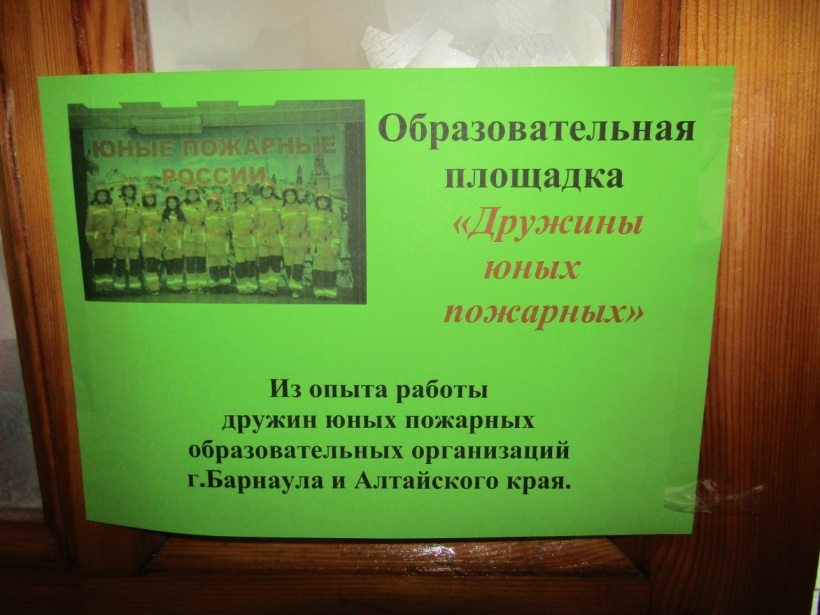 ЮНЫЕ ПОЖАРНЫЕ
РОССИИ
Образовательная
площадка
«Дружины
юных
пожарных»
Из опыта работы
дружин юных пожарных
образовательных организаций
г.Барнаула и Алтайского края.